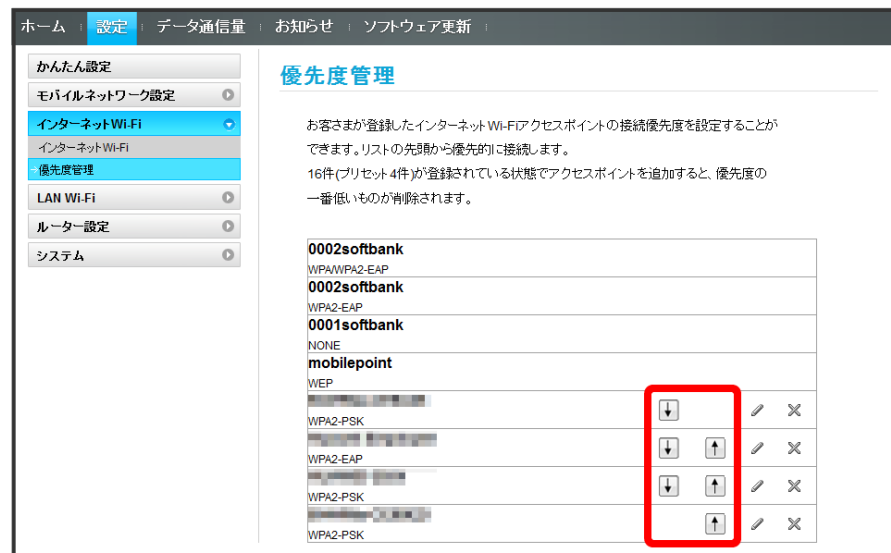 ホーム 設定 データ通信量 お知らせ ソフトウェア更新
かんたん設定
モバイルネットワーク設定
インターネットWi-Fi
インターネットWi-Fi
優先度管理
LAN Wi-Fi
ルーター設定
システム
優先度管理
お客さまが登録したインターネットWi-Fiアクセスポイントの接続優先度を設定することが
できます。リストの先頭から優先的に接続します。
16件(プリセット4件)が登録されている状態でアクセスポイントを追加すると、優先度の
一番低いものが削除されます。
0002softbank
WPA/WPA2-EAP
0002softbank
WPA2-EAP
0001softbank
NONE
mobilepoint
WEP
WPA2-PSK
WPA2-EAP
WPA2-PSK
WPA2-PSK